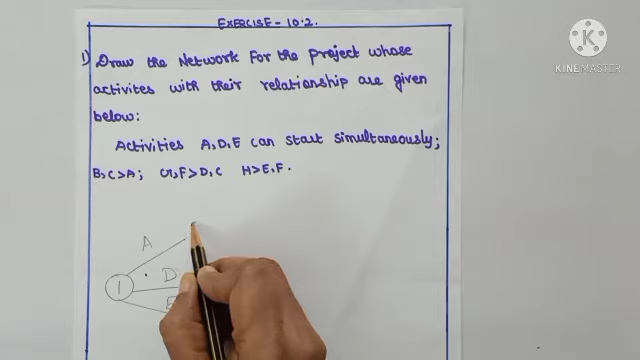 EXERCISE - 10.2.
1) Draw the Network For the project whose
activites with their relationship are given
below:
Activities A, D, E can start simultaneously;
B, C > A; G, F > D, C H > E, F.
A
D
1
E
K
KINEMASTER